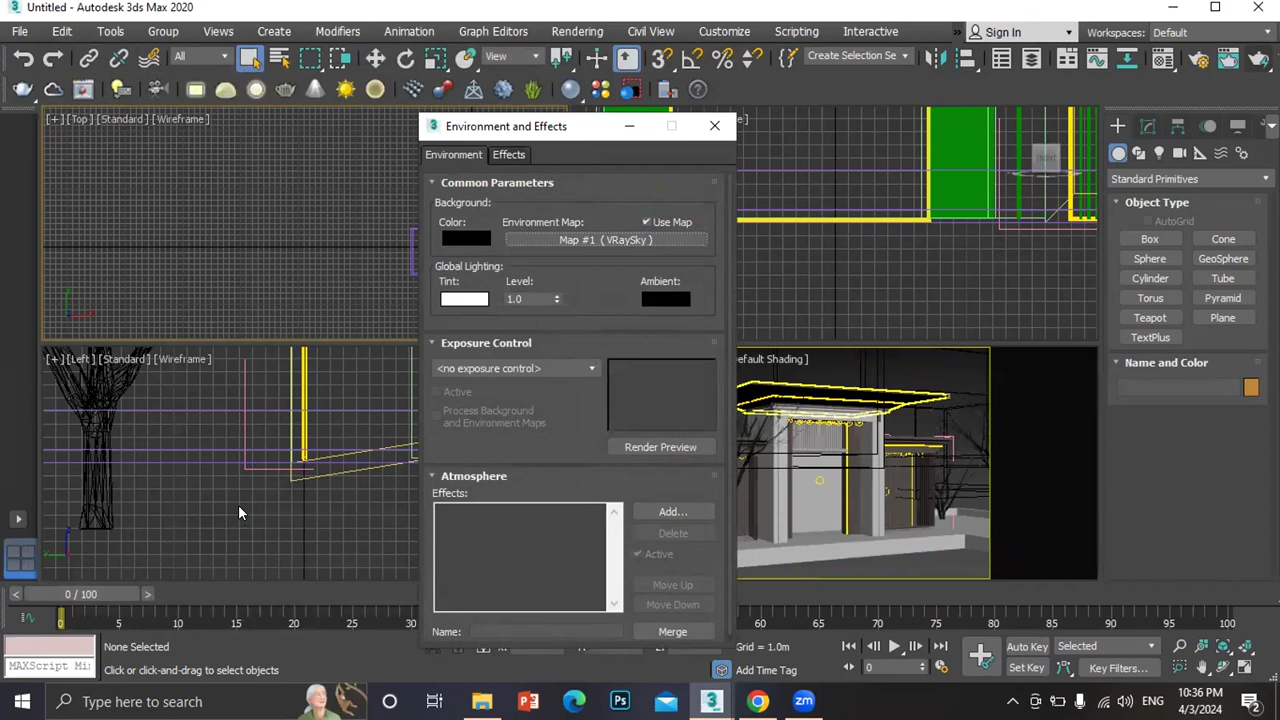 Untitled - Autodesk 3ds Max 2020
File Edit Tools Group Views Create Modifiers Animation Graph Editors Rendering Civil View Customize Scripting Interactive » Sign In Workspaces: Default
All View Create Selection Se
[+] [Top] [Standard] [Wireframe]
Environment and Effects
Environment Effects
Common Parameters
Background:
Color: Environment Map: Use Map
Map #1 ( VRaySky )
Global Lighting:
Tint: Level: Ambient:
1.0
Exposure Control
<no exposure control>
Active
Process Background
and Environment Maps
Render Preview
Atmosphere
Effects:
Add...
Delete
Active
Move Up
Move Down
Name:
Merge
[+] [Left] [Standard] [Wireframe]
efault Shading ]
FRONT
Standard Primitives
Object Type
AutoGrid
Box Cone
Sphere GeoSphere
Cylinder Tube
Torus Pyramid
Teapot Plane
TextPlus
Name and Color
< 0 / 100 >
0 5 10 15 20 25 30 65 70 75 80 85 90 95 100
None Selected
Click or click-and-drag to select objects
MAXScript Mi
Grid = 1.0m
Add Time Tag
0
Auto Key Selected
Set Key Key Filters...
Type here to search
Ps
ENG
10:36 PM
4/3/2024
2